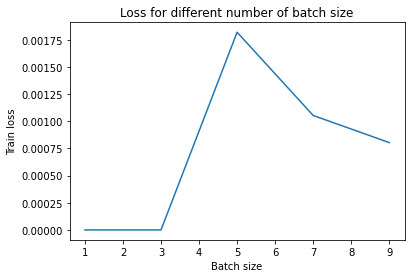 Loss for different number of batch size
0.00175
0.00150
0.00125
0.00100
0.00075
0.00050
0.00025
0.00000
Train loss
1 2 3 4 5 6 7 8 9
Batch size